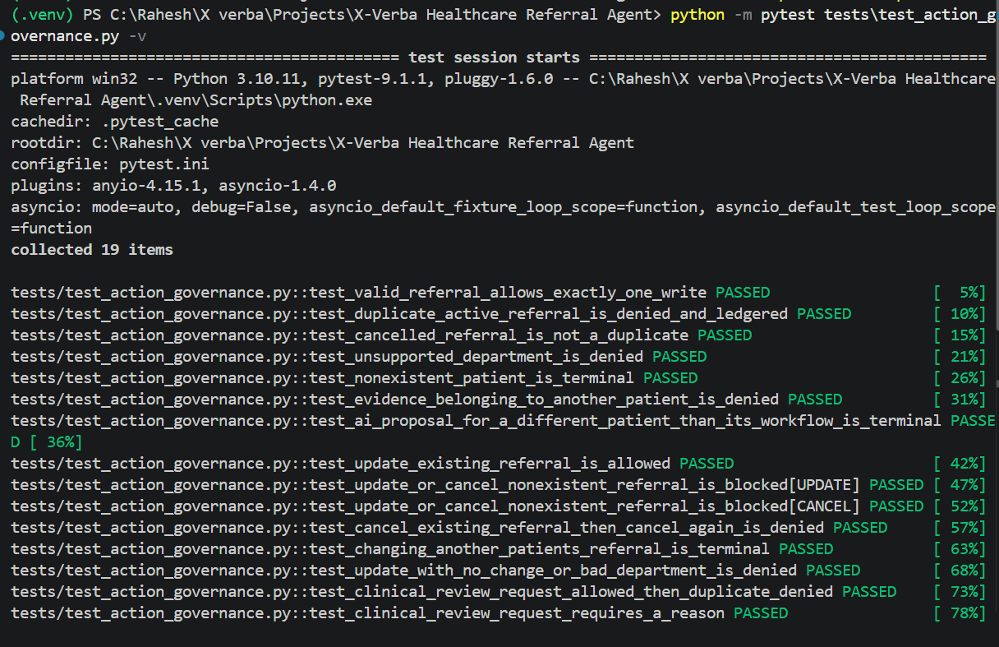 (.venv) PS C:\Rahesh\X verba\Projects\X-Verba Healthcare Referral Agent> python -m pytest tests\test_action_g
overnance.py -v
=========================================== test session starts ============================================
platform win32 -- Python 3.10.11, pytest-9.1.1, pluggy-1.6.0 -- C:\Rahesh\X verba\Projects\X-Verba Healthcare
 Referral Agent\.venv\Scripts\python.exe
cachedir: .pytest_cache
rootdir: C:\Rahesh\X verba\Projects\X-Verba Healthcare Referral Agent
configfile: pytest.ini
plugins: anyio-4.15.1, asyncio-1.4.0
asyncio: mode=auto, debug=False, asyncio_default_fixture_loop_scope=function, asyncio_default_test_loop_scope
=function
collected 19 items

tests/test_action_governance.py::test_valid_referral_allows_exactly_one_write PASSED                  [  5%]
tests/test_action_governance.py::test_duplicate_active_referral_is_denied_and_ledgered PASSED         [ 10%]
tests/test_action_governance.py::test_cancelled_referral_is_not_a_duplicate PASSED                    [ 15%]
tests/test_action_governance.py::test_unsupported_department_is_denied PASSED                         [ 21%]
tests/test_action_governance.py::test_nonexistent_patient_is_terminal PASSED                          [ 26%]
tests/test_action_governance.py::test_evidence_belonging_to_another_patient_is_denied PASSED          [ 31%]
tests/test_action_governance.py::test_ai_proposal_for_a_different_patient_than_its_workflow_is_terminal PASSE
D [ 36%]
tests/test_action_governance.py::test_update_existing_referral_is_allowed PASSED                      [ 42%]
tests/test_action_governance.py::test_update_or_cancel_nonexistent_referral_is_blocked[UPDATE] PASSED [ 47%]
tests/test_action_governance.py::test_update_or_cancel_nonexistent_referral_is_blocked[CANCEL] PASSED [ 52%]
tests/test_action_governance.py::test_cancel_existing_referral_then_cancel_again_is_denied PASSED     [ 57%]
tests/test_action_governance.py::test_changing_another_patients_referral_is_terminal PASSED           [ 63%]
tests/test_action_governance.py::test_update_with_no_change_or_bad_department_is_denied PASSED        [ 68%]
tests/test_action_governance.py::test_clinical_review_request_allowed_then_duplicate_denied PASSED    [ 73%]
tests/test_action_governance.py::test_clinical_review_request_requires_a_reason PASSED                [ 78%]